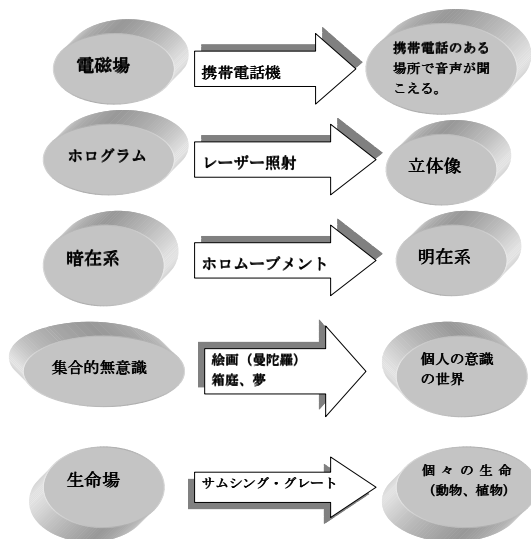 電磁場
携帯電話機
携帯電話のある
場所で音声が聞
こえる。
ホログラム
レーザー照射
立体像
暗在系
ホロムーブメント
明在系
集合的無意識
絵画（曼陀羅）
箱庭、夢
個人の意識
の世界
生命場
サムシング・グレート
個々の生命
（動物、植物）